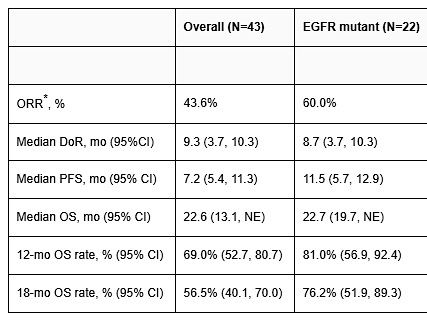 Overall (N=43) EGFR mutant (N=22)
ORR*, % 43.6% 60.0%
Median DoR, mo (95%CI) 9.3 (3.7, 10.3) 8.7 (3.7, 10.3)
Median PFS, mo (95% CI) 7.2 (5.4, 11.3) 11.5 (5.7, 12.9)
Median OS, mo (95% CI) 22.6 (13.1, NE) 22.7 (19.7, NE)
12-mo OS rate, % (95% CI) 69.0% (52.7, 80.7) 81.0% (56.9, 92.4)
18-mo OS rate, % (95% CI) 56.5% (40.1, 70.0) 76.2% (51.9, 89.3)